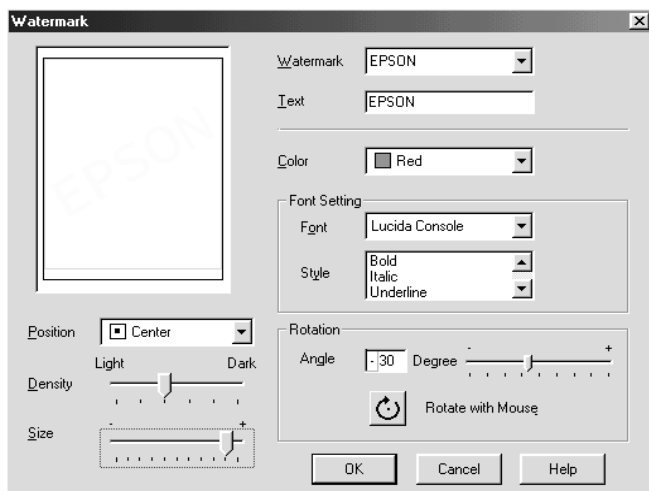 Watermark
EPSON
Watermark EPSON
Text EPSON
Color Red
Font Setting
Font Lucida Console
Style Bold
Italic
Underline
Position Center
Light Dark
Density
Size - +
Rotation
Angle -30 Degree - +
Rotate with Mouse
OK Cancel Help